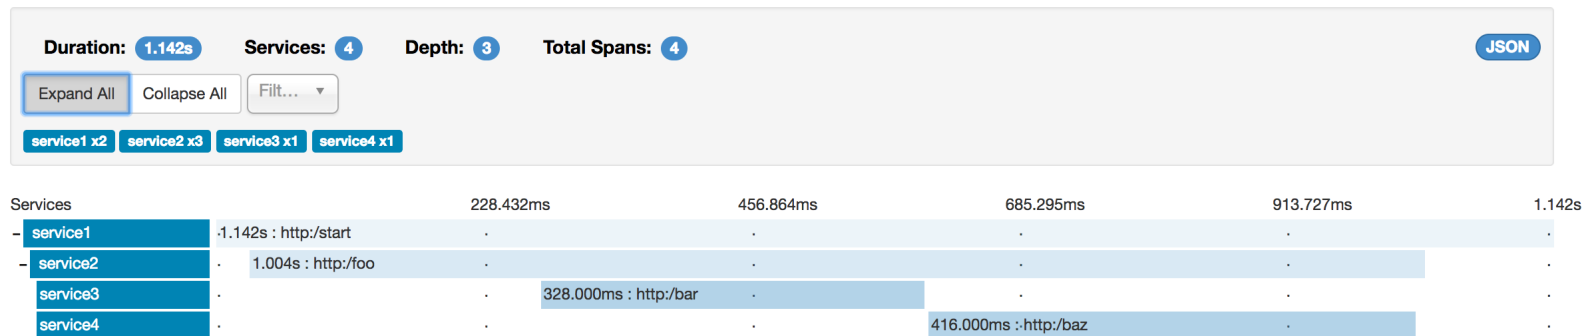 Duration: 1.142s Services: 4 Depth: 3 Total Spans: 4 JSON
Expand All Collapse All Filt...
service1 x2 service2 x3 service3 x1 service4 x1
Services 228.432ms 456.864ms 685.295ms 913.727ms 1.142s
service1 1.142s : http:/start
service2 1.004s : http:/foo
service3 328.000ms : http:/bar
service4 416.000ms : http:/baz